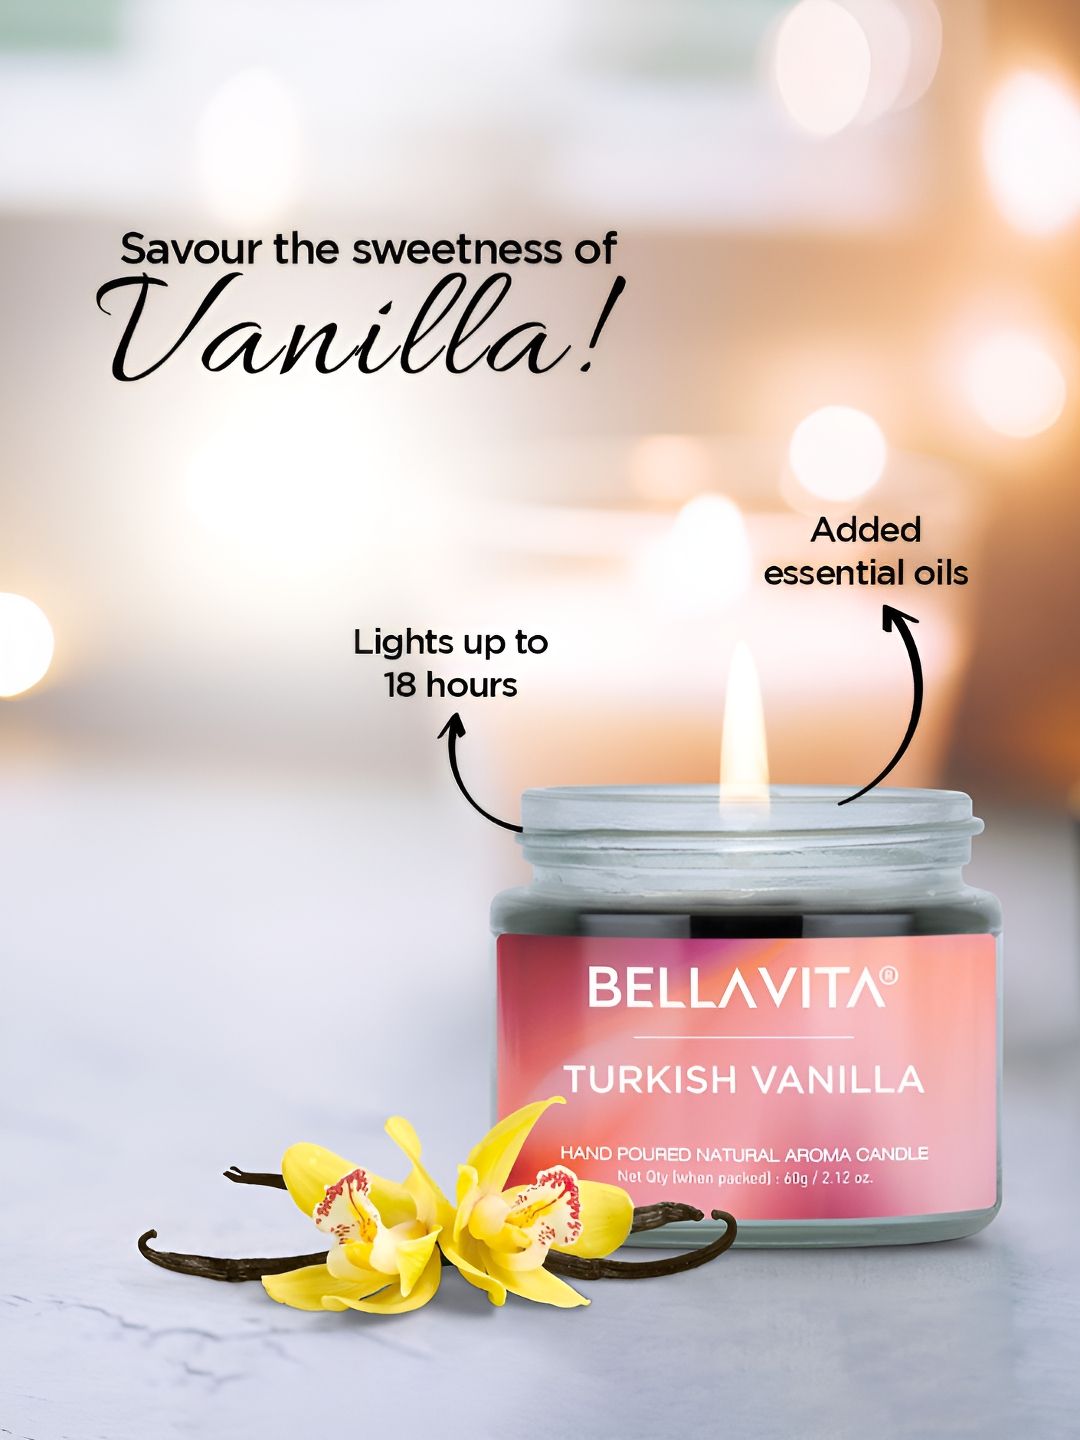 Savour the sweetness of
Vanilla!
Added
essential oils
Lights up to
18 hours
BELLAVITA®
TURKISH VANILLA
HAND POURED NATURAL AROMA CANDLE
Net Qty (when packed) : 60g / 2.12 oz.